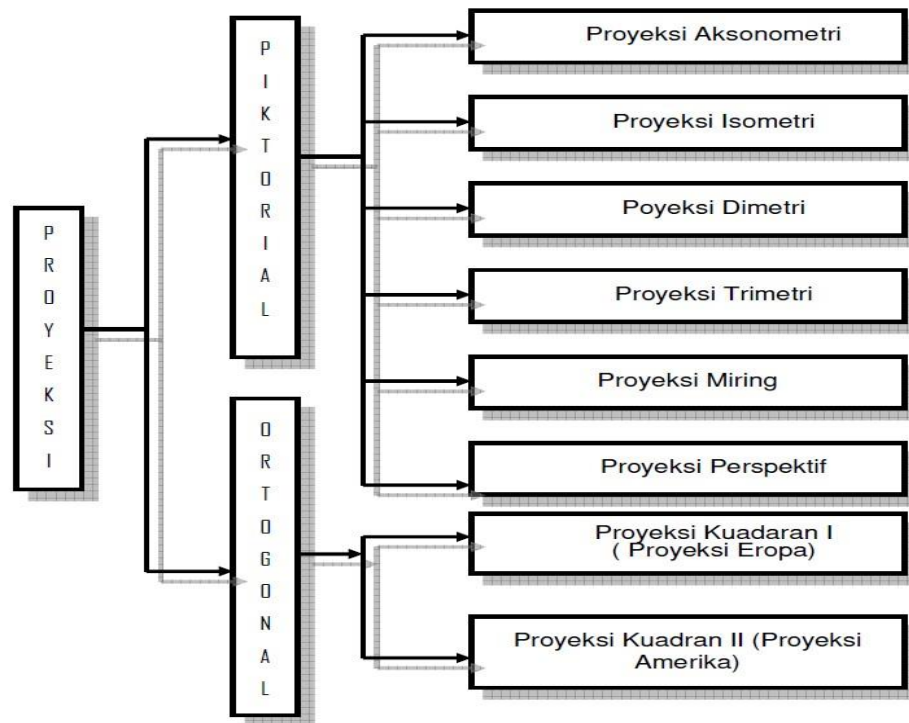 PROYEKSI
PIKTORIAL
ORTOGONAL
Proyeksi Aksonometri
Proyeksi Isometri
Poyeksi Dimetri
Proyeksi Trimetri
Proyeksi Miring
Proyeksi Perspektif
Proyeksi Kuadaran I
( Proyeksi Eropa)
Proyeksi Kuadran II (Proyeksi
Amerika)